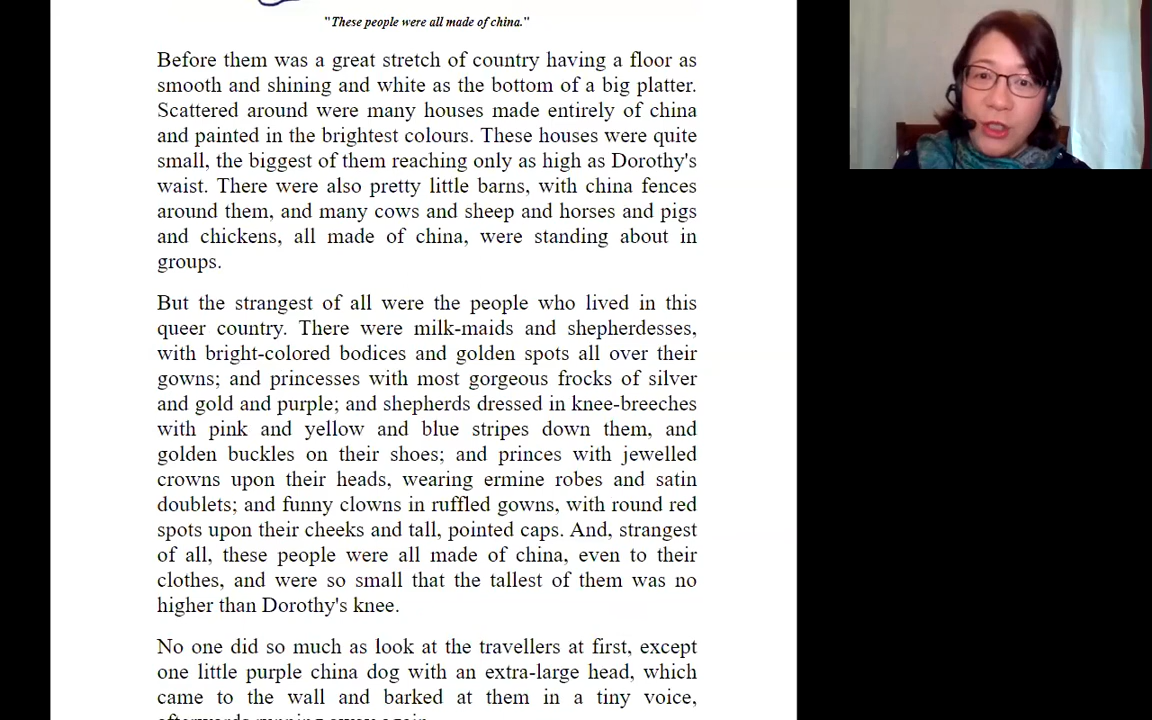 "These people were all made of china."
Before them was a great stretch of country having a floor as
smooth and shining and white as the bottom of a big platter.
Scattered around were many houses made entirely of china
and painted in the brightest colours. These houses were quite
small, the biggest of them reaching only as high as Dorothy's
waist. There were also pretty little barns, with china fences
around them, and many cows and sheep and horses and pigs
and chickens, all made of china, were standing about in
groups.
But the strangest of all were the people who lived in this
queer country. There were milk-maids and shepherdesses,
with bright-colored bodices and golden spots all over their
gowns; and princesses with most gorgeous frocks of silver
and gold and purple; and shepherds dressed in knee-breeches
with pink and yellow and blue stripes down them, and
golden buckles on their shoes; and princes with jewelled
crowns upon their heads, wearing ermine robes and satin
doublets; and funny clowns in ruffled gowns, with round red
spots upon their cheeks and tall, pointed caps. And, strangest
of all, these people were all made of china, even to their
clothes, and were so small that the tallest of them was no
higher than Dorothy's knee.
No one did so much as look at the travellers at first, except
one little purple china dog with an extra-large head, which
came to the wall and barked at them in a tiny voice,